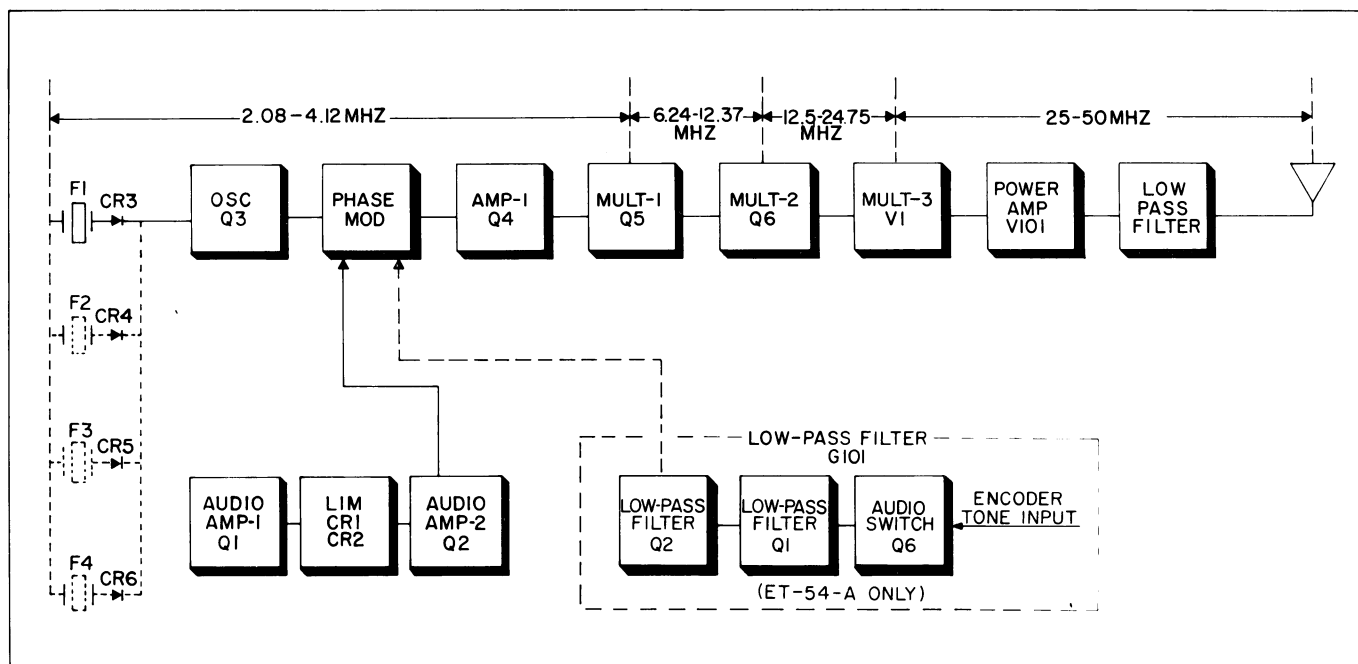 2.08-4.12 MHZ
6.24-12.37
MHZ
12.5-24.75
MHZ
25-50 MHZ
F1
CR3
OSC
Q3
PHASE
MOD
AMP-1
Q4
MULT-1
Q5
MULT-2
Q6
MULT-3
V1
POWER
AMP
V101
LOW
PASS
FILTER
F2
CR4
F3
CR5
F4
CR6
AUDIO
AMP-1
Q1
LIM
CR1
CR2
AUDIO
AMP-2
Q2
LOW-PASS FILTER
G101
LOW-PASS
FILTER
Q2
LOW-PASS
FILTER
Q1
AUDIO
SWITCH
Q6
ENCODER
TONE INPUT
(ET-54-A ONLY)